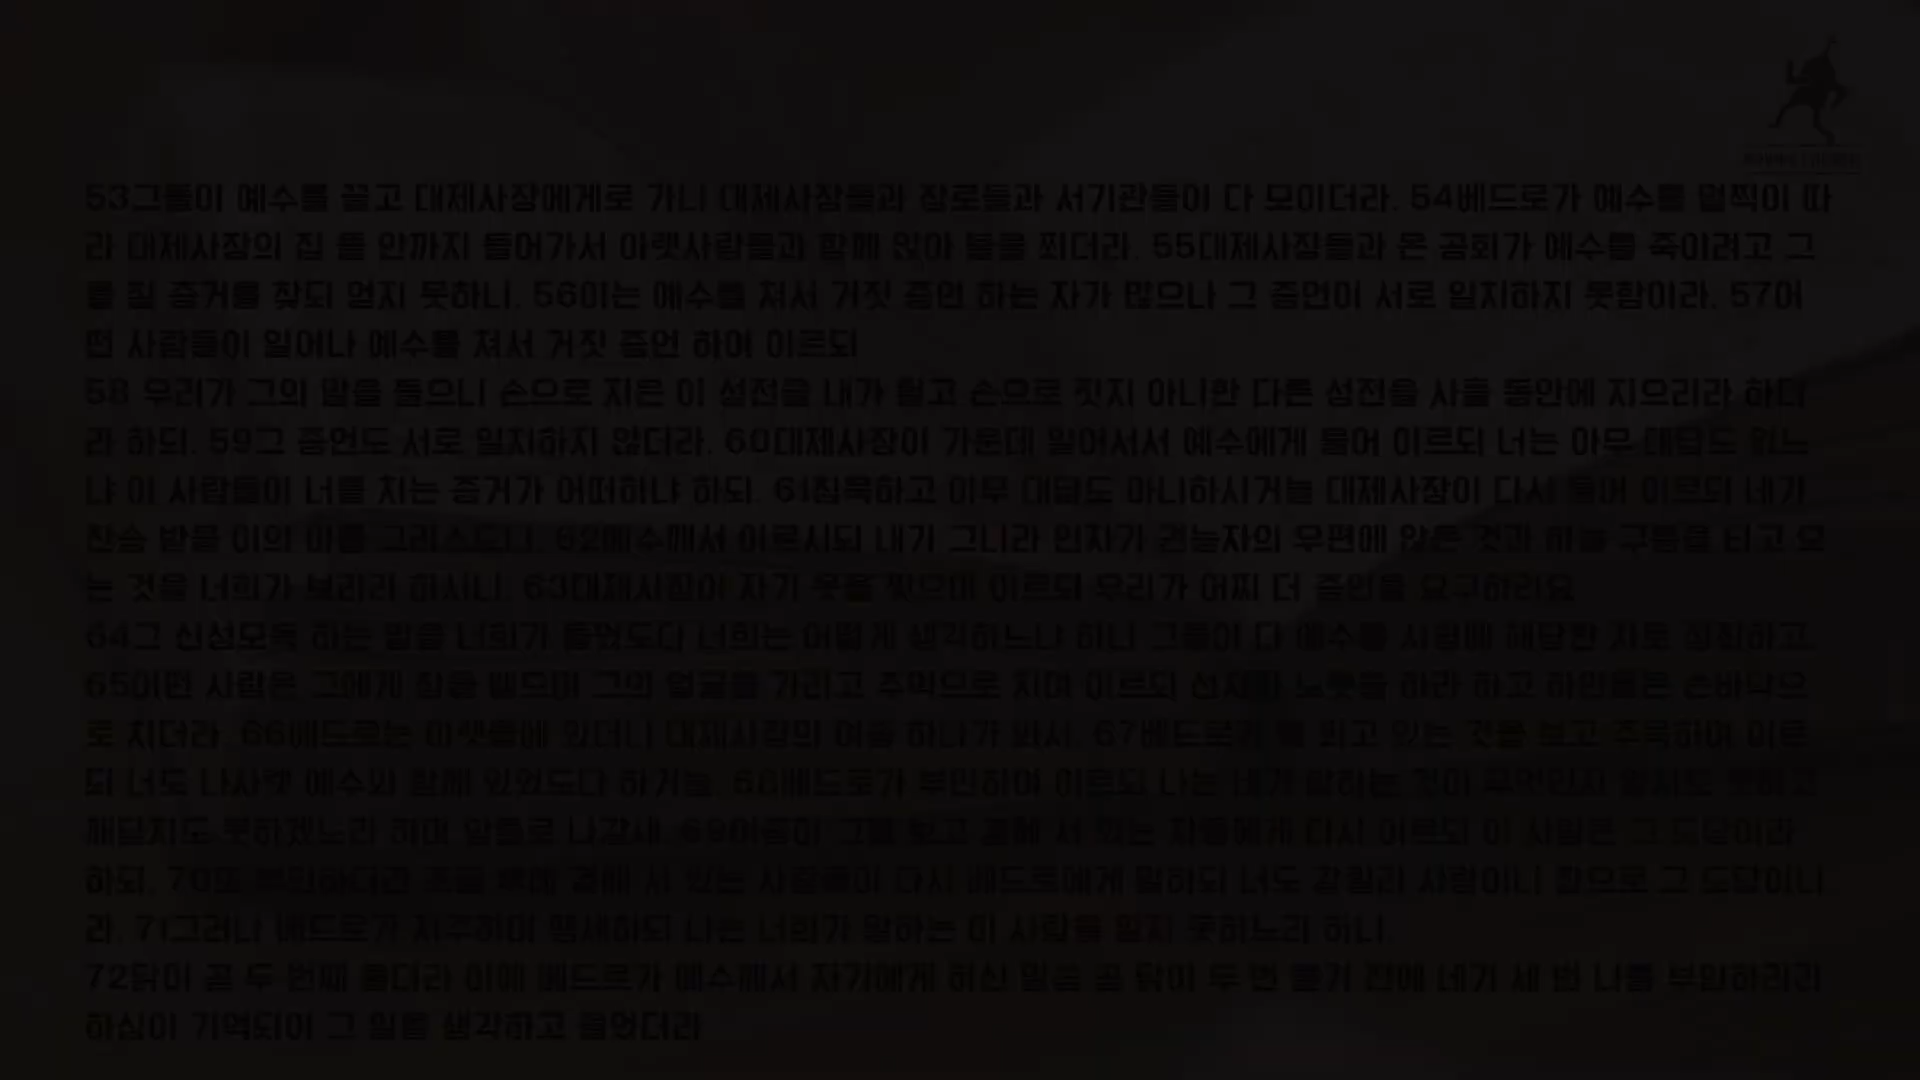 53그들이 예수를 끌고 대제사장에게로 가니 대제사장들과 장로들과 서기관들이 다 모이더라. 54베드로가 예수를 멀찍이 따
라 대제사장의 집 뜰 안까지 들어가서 아랫사람들과 함께 앉아 불을 쬐더라. 55대제사장들과 온 공회가 예수를 죽이려고 그
를 칠 증거를 찾되 얻지 못하니. 56이는 예수를 쳐서 거짓 증언 하는 자가 많으나 그 증언이 서로 일치하지 못함이라. 57어
떤 사람들이 일어나 예수를 쳐서 거짓 증언 하여 이르되
58 우리가 그의 말을 들으니 손으로 지은 이 성전을 내가 헐고 손으로 짓지 아니한 다른 성전을 사흘 동안에 지으리라 하더
라 하되. 59그 증언도 서로 일치하지 않더라. 60대제사장이 가운데 일어서서 예수에게 물어 이르되 너는 아무 대답도 없느
냐 이 사람들이 너를 치는 증거가 어떠하냐 하되. 61침묵하고 아무 대답도 아니하시거늘 대제사장이 다시 물어 이르되 네가
찬송 받을 이의 아들 그리스도냐. 62예수께서 이르시되 내가 그니라 인자가 권능자의 우편에 앉은 것과 하늘 구름을 타고 오
는 것을 너희가 보리라 하시니. 63대제사장이 자기 옷을 찢으며 이르되 우리가 어찌 더 증인을 요구하리요
64그 신성모독 하는 말을 너희가 들었도다 너희는 어떻게 생각하느냐 하니 그들이 다 예수를 사형에 해당한 자로 정죄하고.
65어떤 사람은 그에게 침을 뱉으며 그의 얼굴을 가리고 주먹으로 치며 이르되 선지자 노릇을 하라 하고 하인들은 손바닥으
로 치더라. 66베드로는 아랫뜰에 있더니 대제사장의 여종 하나가 와서. 67베드로가 불 쬐고 있는 것을 보고 주목하여 이르
되 너도 나사렛 예수와 함께 있었도다 하거늘. 68베드로가 부인하여 이르되 나는 네가 말하는 것이 무엇인지 알지도 못하고
깨닫지도 못하겠노라 하며 앞뜰로 나갈새. 69여종이 그를 보고 곁에 서 있는 자들에게 다시 이르되 이 사람은 그 도당이라
하되. 70또 부인하더라 조금 후에 곁에 서 있는 사람들이 다시 베드로에게 말하되 너도 갈릴리 사람이니 참으로 그 도당이니
라. 71그러나 베드로가 저주하며 맹세하되 나는 너희가 말하는 이 사람을 알지 못하노라 하니.
72닭이 곧 두 번째 울더라 이에 베드로가 예수께서 자기에게 하신 말씀 곧 닭이 두 번 울기 전에 네가 세 번 나를 부인하리라
하심이 기억되어 그 일을 생각하고 울었더라